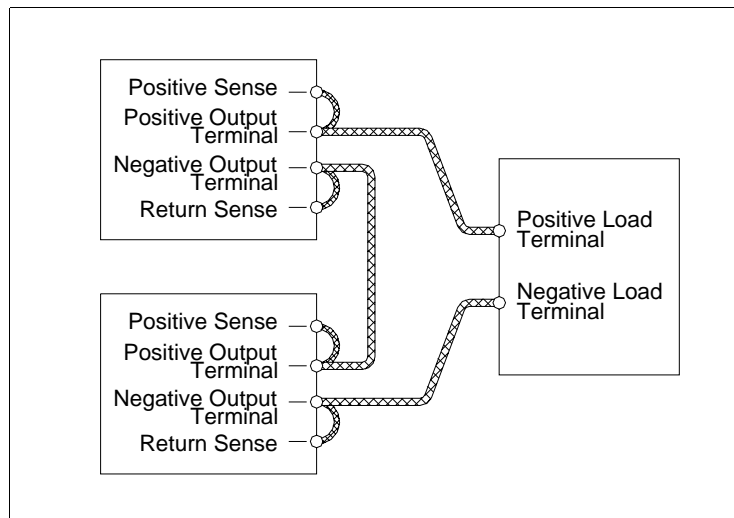 Positive Sense
Positive Output
Terminal
Negative Output
Terminal
Return Sense
Positive Load
Terminal
Negative Load
Terminal
Positive Sense
Positive Output
Terminal
Negative Output
Terminal
Return Sense